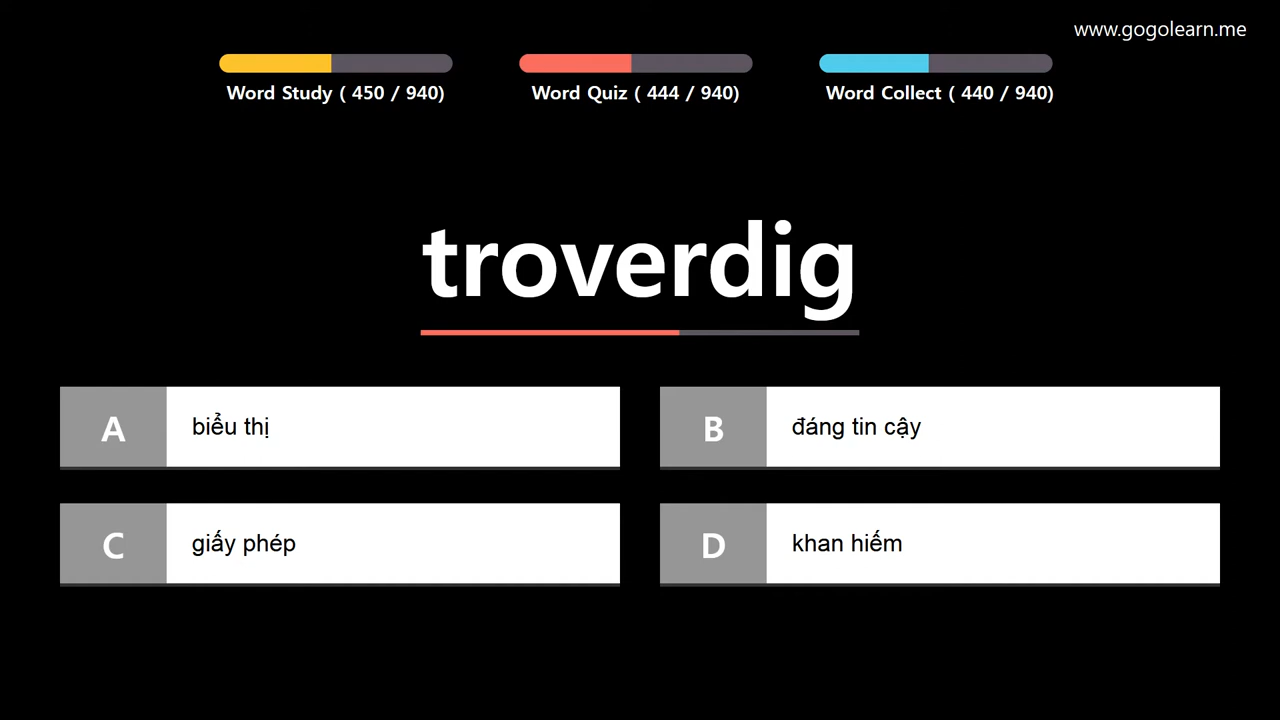 www.gogolearn.me
Word Study ( 450 / 940)
Word Quiz ( 444 / 940)
Word Collect ( 440 / 940)
troverdig
A biểu thị
B đáng tin cậy
C giấy phép
D khan hiếm